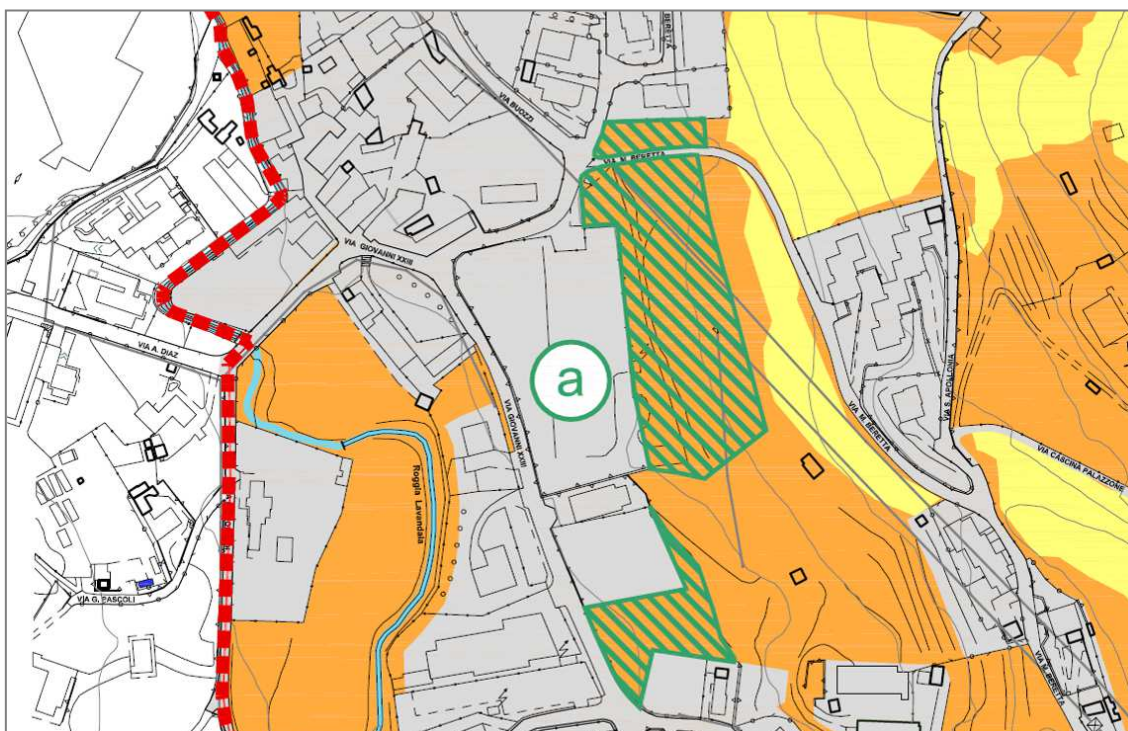 BERETTA
VIA BUOZZI
VIA M. BERETTA
VIA GIOVANNI XXIII
VIA A. DIAZ
a
VIA S. APOLLONIA
VIA GIOVANNI XXIII
VIA M. BERETTA
VIA CASCINA PALAZZONE
Roggia Lavandaia
VIA G. PASCOLI
VIA M. BERETTA